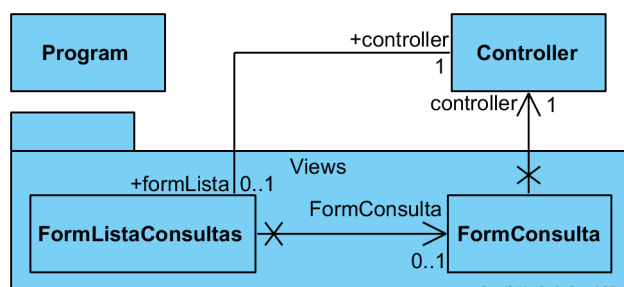 Program
+controller
1
Controller
controller
1
Views
+formLista
0..1
FormConsulta
FormListaConsultas
FormConsulta
0..1